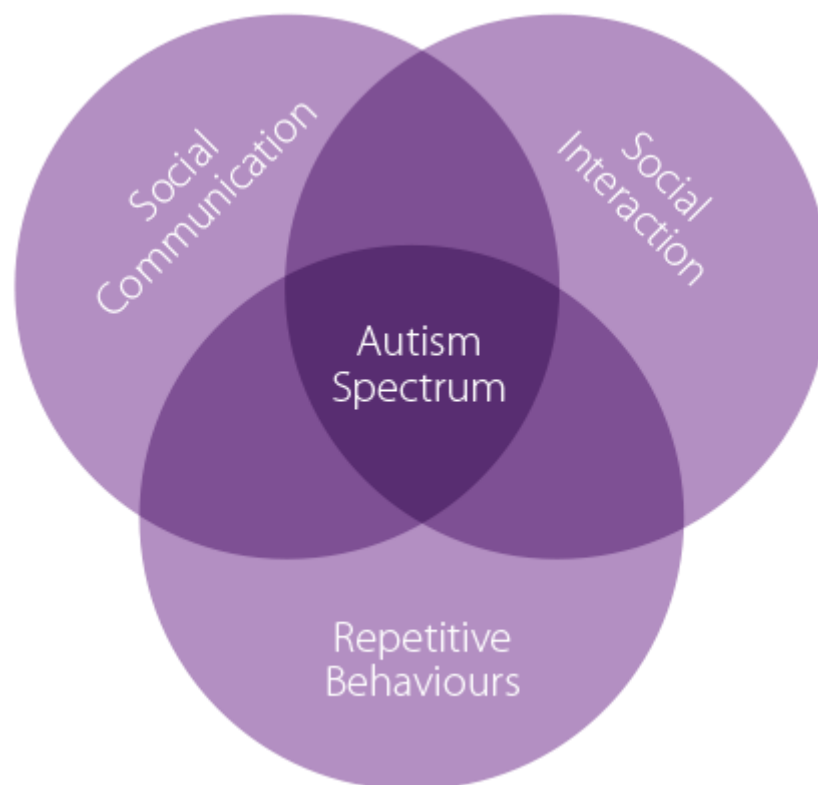 Social
Communication
Social
Interaction
Autism
Spectrum
Repetitive
Behaviours